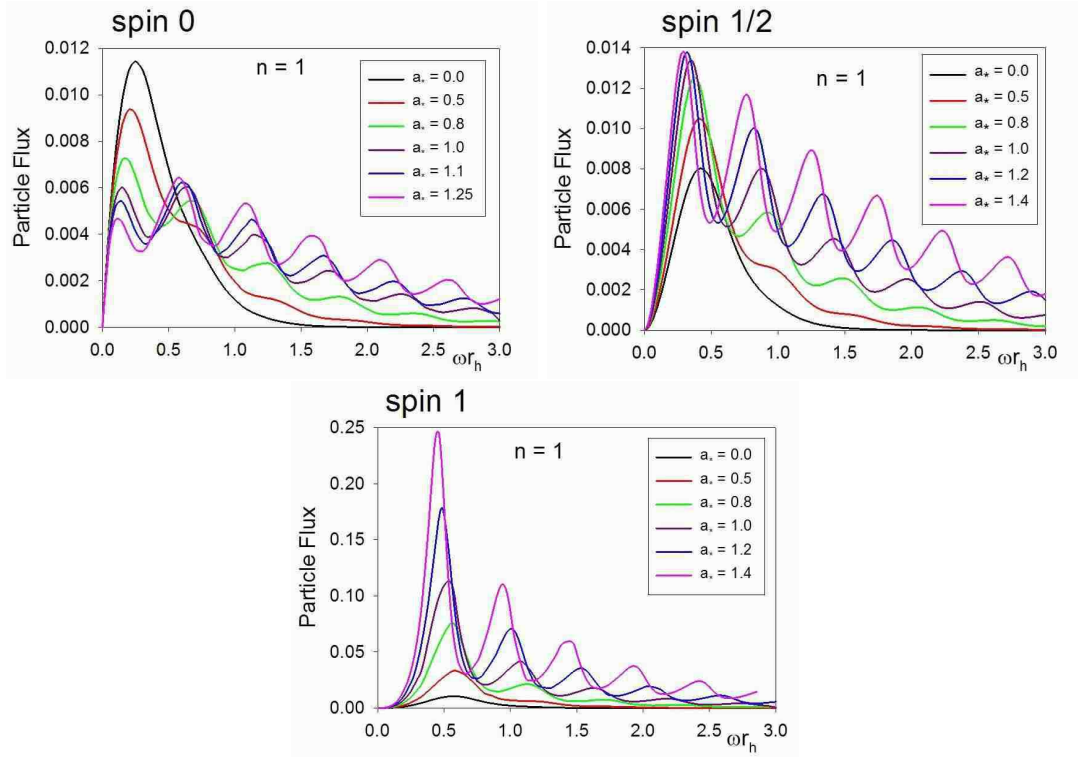 spin 0
n = 1
a* = 0.0
a* = 0.5
a* = 0.8
a* = 1.0
a* = 1.1
a* = 1.25
Particle Flux
0.012
0.010
0.008
0.006
0.004
0.002
0.000
0.0 0.5 1.0 1.5 2.0 2.5 3.0
ωrh
spin 1/2
n = 1
a* = 0.0
a* = 0.5
a* = 0.8
a* = 1.0
a* = 1.2
a* = 1.4
Particle Flux
0.014
0.012
0.010
0.008
0.006
0.004
0.002
0.000
0.0 0.5 1.0 1.5 2.0 2.5 3.0
ωrh
spin 1
n = 1
a* = 0.0
a* = 0.5
a* = 0.8
a* = 1.0
a* = 1.2
a* = 1.4
Particle Flux
0.25
0.20
0.15
0.10
0.05
0.00
0.0 0.5 1.0 1.5 2.0 2.5 3.0
ωrh